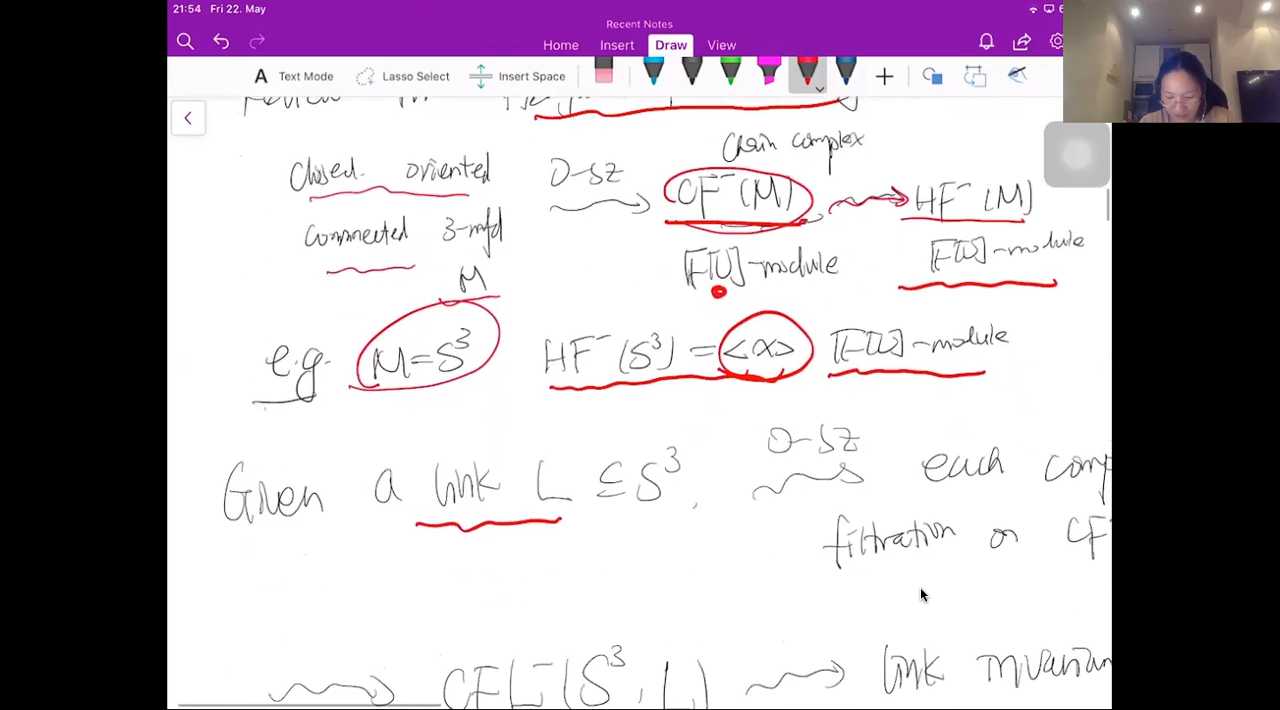 21:54 Fri 22. May
Recent Notes
Home Insert Draw View
Text Mode Lasso Select Insert Space
Review
Chain complex
Closed oriented O-SZ CF⁻(M) HF⁻(M)
connected 3-mfd
M
F[U]-module F[U]-module
e.g. M=S³ HF⁻(S³) = <α> F[U]-module
Given a link L ⊆ S³, O-SZ each comp
filtration on CF⁻
CFL⁻(S³, L) link invarian